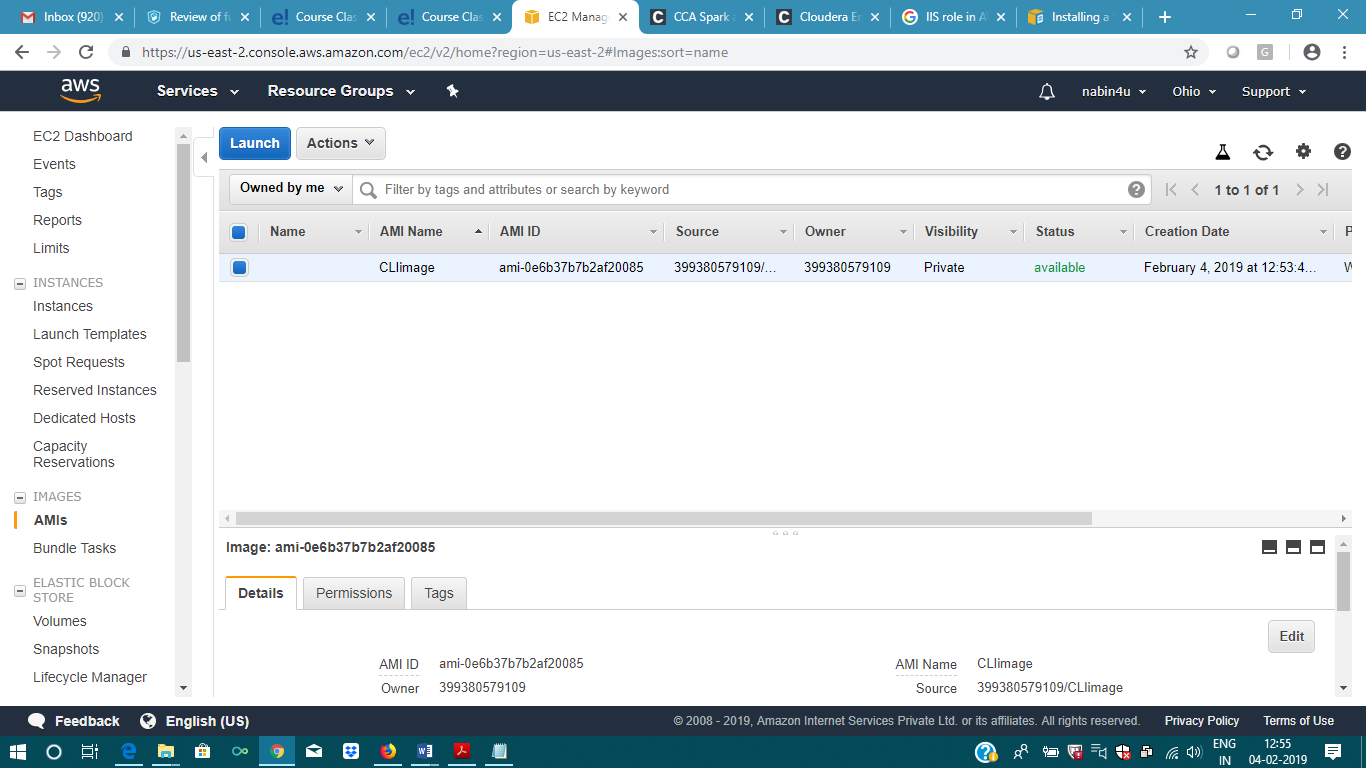 Inbox (920)
Review of fu
Course Clas
Course Clas
EC2 Manag
CCA Spark a
Cloudera En
IIS role in A
Installing a
https://us-east-2.console.aws.amazon.com/ec2/v2/home?region=us-east-2#Images:sort=name
aws
Services
Resource Groups
nabin4u
Ohio
Support
EC2 Dashboard
Events
Tags
Reports
Limits
INSTANCES
Instances
Launch Templates
Spot Requests
Reserved Instances
Dedicated Hosts
Capacity
Reservations
IMAGES
AMIs
Bundle Tasks
ELASTIC BLOCK
STORE
Volumes
Snapshots
Lifecycle Manager
Launch
Actions
Owned by me
Filter by tags and attributes or search by keyword
1 to 1 of 1
Name
AMI Name
AMI ID
Source
Owner
Visibility
Status
Creation Date
P
CLIimage
ami-0e6b37b7b2af20085
399380579109/...
399380579109
Private
available
February 4, 2019 at 12:53:4...
W
Image: ami-0e6b37b7b2af20085
Details
Permissions
Tags
Edit
AMI ID
ami-0e6b37b7b2af20085
AMI Name
CLIimage
Owner
399380579109
Source
399380579109/CLIimage
Feedback
English (US)
© 2008 - 2019, Amazon Internet Services Private Ltd. or its affiliates. All rights reserved.
Privacy Policy
Terms of Use
ENG
IN
12:55
04-02-2019